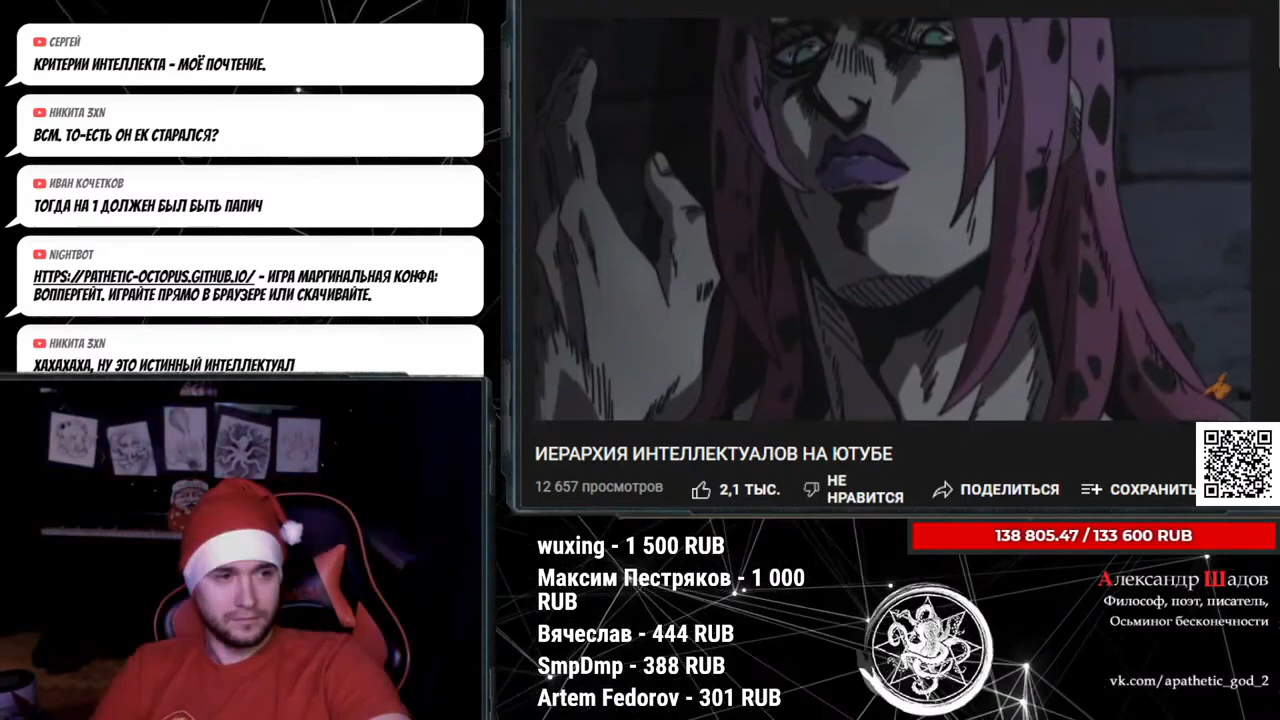 СЕРГЕЙ
КРИТЕРИИ ИНТЕЛЛЕКТА - МОЁ ПОЧТЕНИЕ.
НИКИТА 3XN
ВСМ. ТО-ЕСТЬ ОН ЕК СТАРАЛСЯ?
ИВАН КОЧЕТКОВ
ТОГДА НА 1 ДОЛЖЕН БЫЛ БЫТЬ ПАПИЧ
NIGHTBOT
HTTPS://PATHETIC-OCTOPUS.GITHUB.IO/ - ИГРА МАРГИНАЛЬНАЯ КОНФА:
ВОППЕРГЕЙТ. ИГРАЙТЕ ПРЯМО В БРАУЗЕРЕ ИЛИ СКАЧИВАЙТЕ.
НИКИТА 3XN
ХАХАХАХА, НУ ЭТО ИСТИННЫЙ ИНТЕЛЛЕКТУАЛ
ИЕРАРХИЯ ИНТЕЛЛЕКТУАЛОВ НА ЮТУБЕ
12 657 просмотров
2,1 ТЫС.
НЕ
НРАВИТСЯ
ПОДЕЛИТЬСЯ
СОХРАНИТЬ
138 805.47 / 133 600 RUB
wuxing - 1 500 RUB
Максим Пестряков - 1 000
RUB
Вячеслав - 444 RUB
SmpDmp - 388 RUB
Artem Fedorov - 301 RUB
Александр Шадов
Философ, поэт, писатель,
Осьминог бесконечности
vk.com/apathetic_god_2